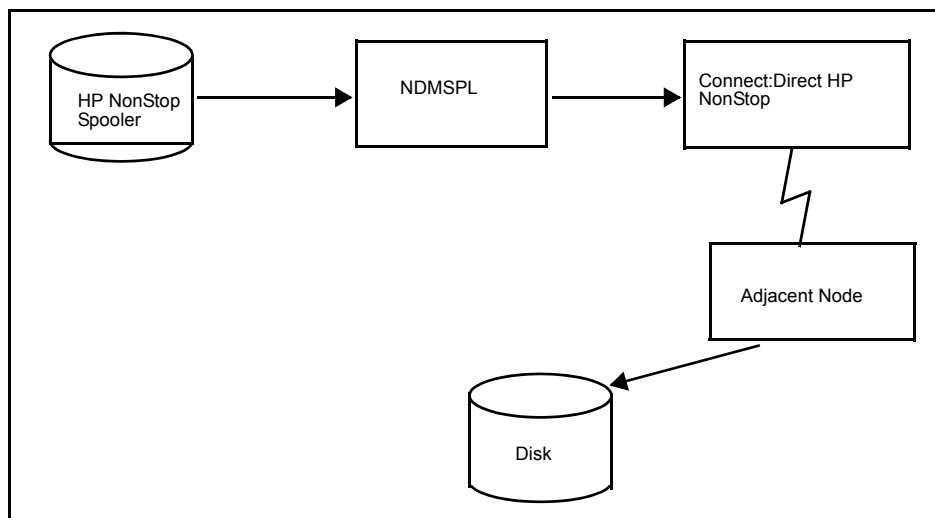 HP NonStop
Spooler
NDMSPL
Connect:Direct HP
NonStop
Adjacent Node
Disk